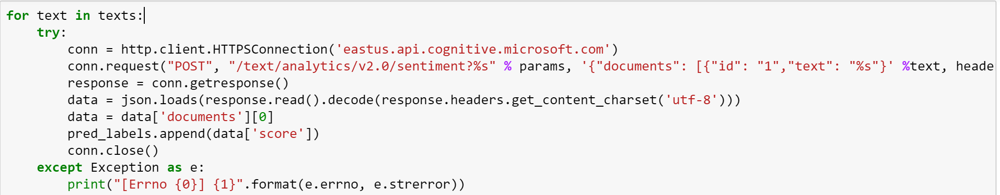 for text in texts:
try:
conn = http.client.HTTPSConnection('eastus.api.cognitive.microsoft.com')
conn.request("POST", "/text/analytics/v2.0/sentiment?%s" % params, '{"documents": [{"id": "1","text": "%s"}' %text, heade
response = conn.getresponse()
data = json.loads(response.read().decode(response.headers.get_content_charset('utf-8')))
data = data['documents'][0]
pred_labels.append(data['score'])
conn.close()
except Exception as e:
print("[Errno {0}] {1}".format(e.errno, e.strerror))